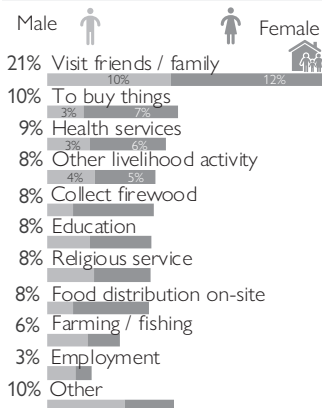 Male Female
21% Visit friends / family
10% 12%
10% To buy things
3% 7%
9% Health services
3% 6%
8% Other livelihood activity
4% 5%
8% Collect firewood
8% Education
8% Religious service
8% Food distribution on-site
6% Farming / fishing
3% Employment
10% Other